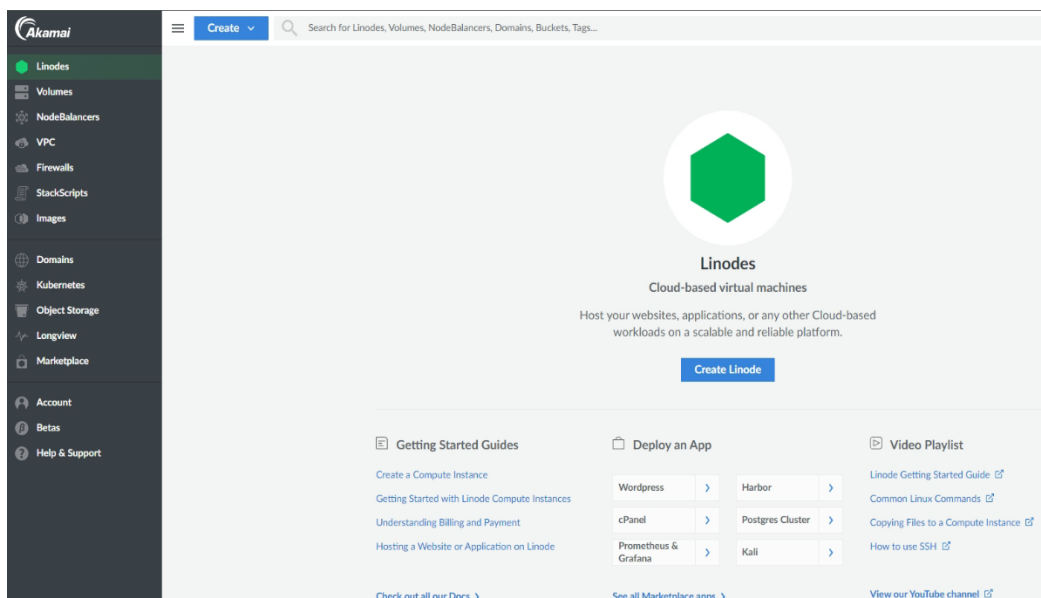 Akamai
Create
Search for Linodes, Volumes, NodeBalancers, Domains, Buckets, Tags...
Linodes
Volumes
NodeBalancers
VPC
Firewalls
StackScripts
Images
Domains
Kubernetes
Object Storage
Longview
Marketplace
Account
Betas
Help & Support
Linodes
Cloud-based virtual machines
Host your websites, applications, or any other Cloud-based
workloads on a scalable and reliable platform.
Create Linode
Getting Started Guides
Create a Compute Instance
Getting Started with Linode Compute Instances
Understanding Billing and Payment
Hosting a Website or Application on Linode
Check out all our Docs
Deploy an App
Wordpress
Harbor
cPanel
Postgres Cluster
Prometheus &
Grafana
Kali
See all Marketplace apps
Video Playlist
Linode Getting Started Guide
Common Linux Commands
Copying Files to a Compute Instance
How to use SSH
View our YouTube channel